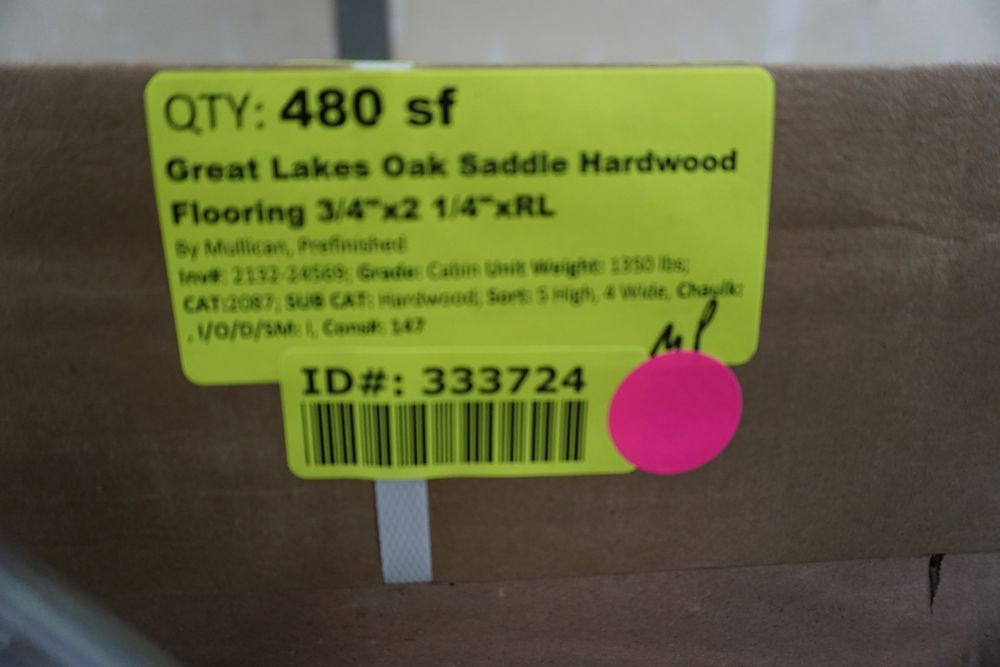 QTY: 480 sf
Great Lakes Oak Saddle Hardwood
Flooring 3/4""x2 1/4""xRL
By Mullican, Prefinished
Inv#: 2132-24569; Grade: Cabin Unit Weight: 1350 lbs;
CAT:2087; SUB CAT: Hardwood; Sort: 5 High, 4 Wide, Chaulk:
, I/O/D/SM: I, Cons#: 147
ID#: 333724